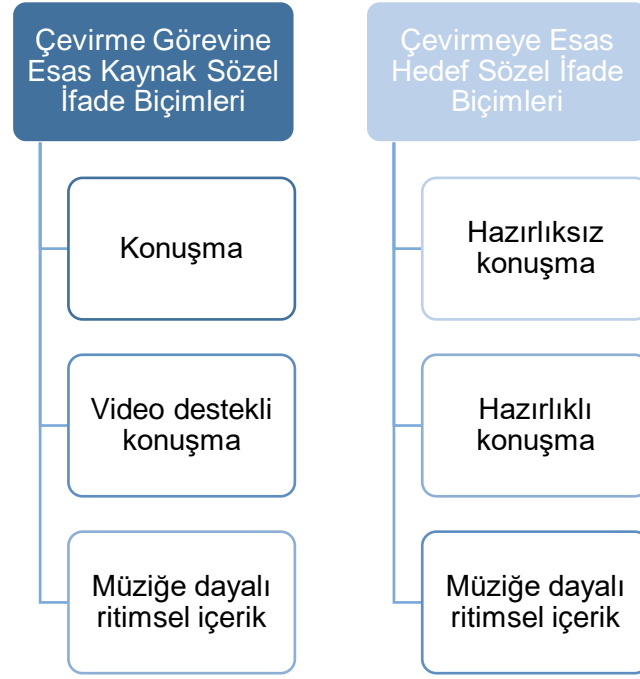 Çevirme Görevine
Esas Kaynak Sözel
İfade Biçimleri
Konuşma
Video destekli
konuşma
Müziğe dayalı
ritimsel içerik
Çevirmeye Esas
Hedef Sözel İfade
Biçimleri
Hazırlıksız
konuşma
Hazırlıklı
konuşma
Müziğe dayalı
ritimsel içerik